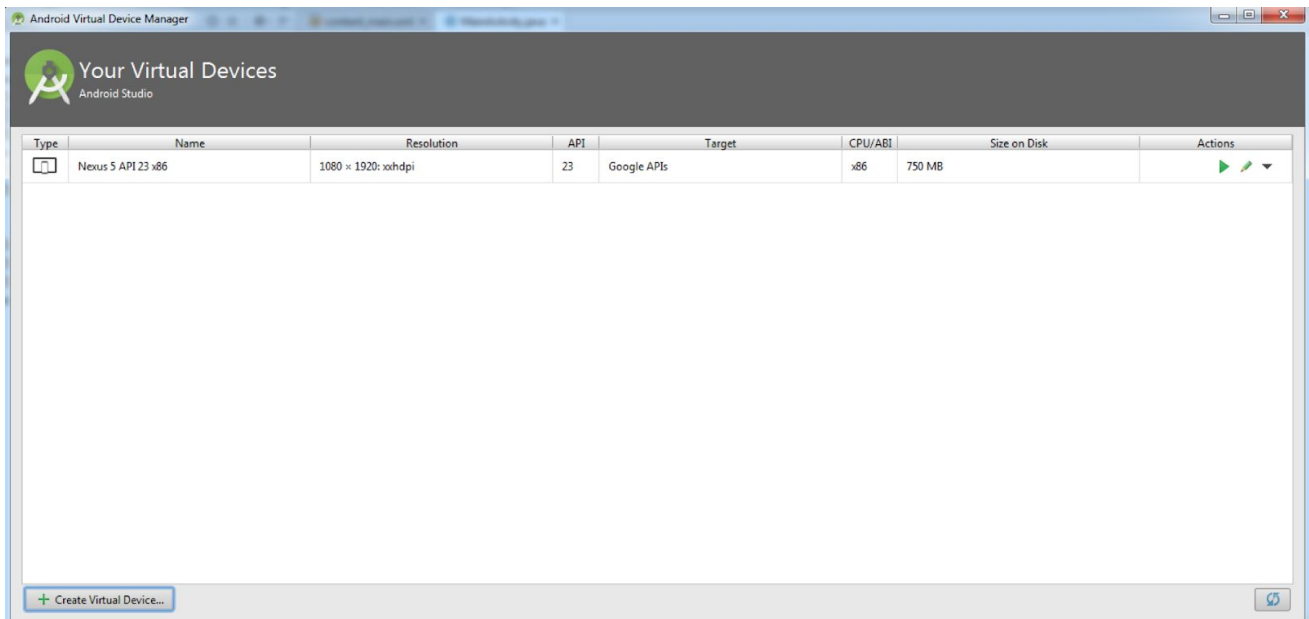 Android Virtual Device Manager
Your Virtual Devices
Android Studio
Type Name Resolution API Target CPU/ABI Size on Disk Actions
Nexus 5 API 23 x86 1080 × 1920: xxhdpi 23 Google APIs x86 750 MB
Create Virtual Device...